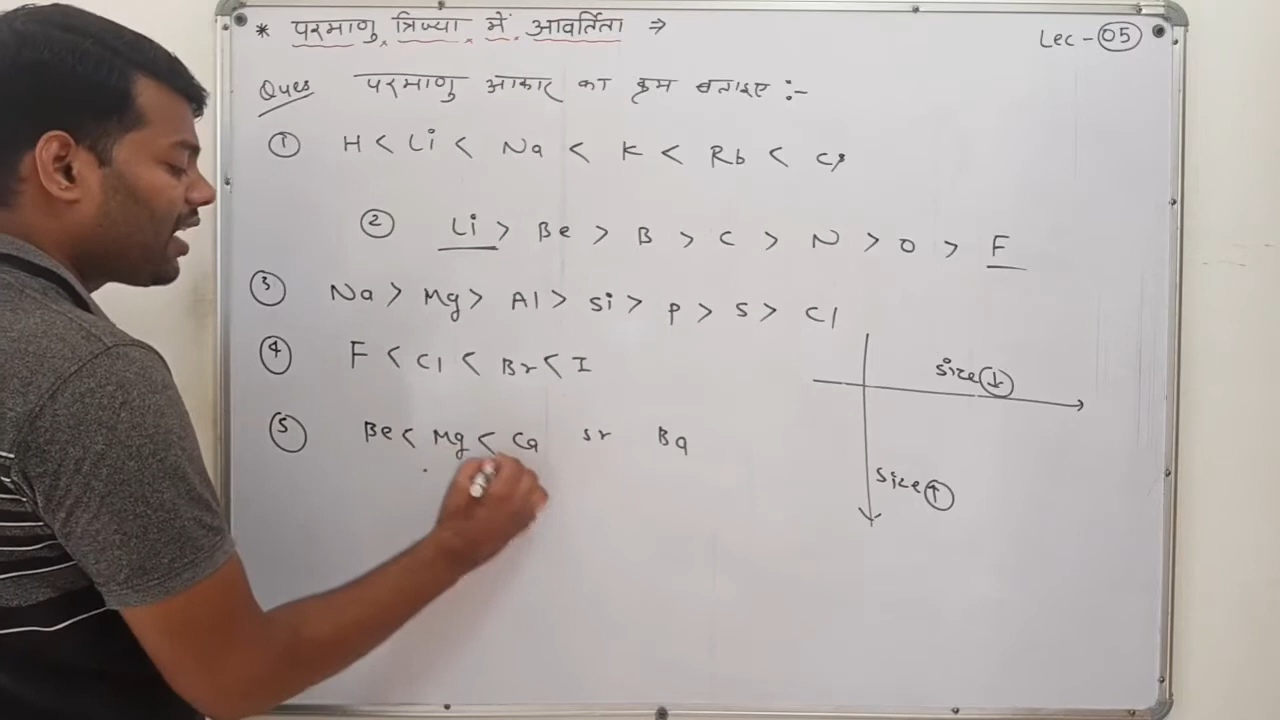 * परमाणु त्रिज्या में आवर्तिता →
Lec - 05
Ques परमाणु आकार का क्रम बताइए :-
① H < Li < Na < K < Rb < Cs
② Li > Be > B > C > N > O > F
③ Na > Mg > Al > Si > P > S > Cl
④ F < Cl < Br < I
size ↓
⑤ Be < Mg < Ca Sr Ba
size ↑